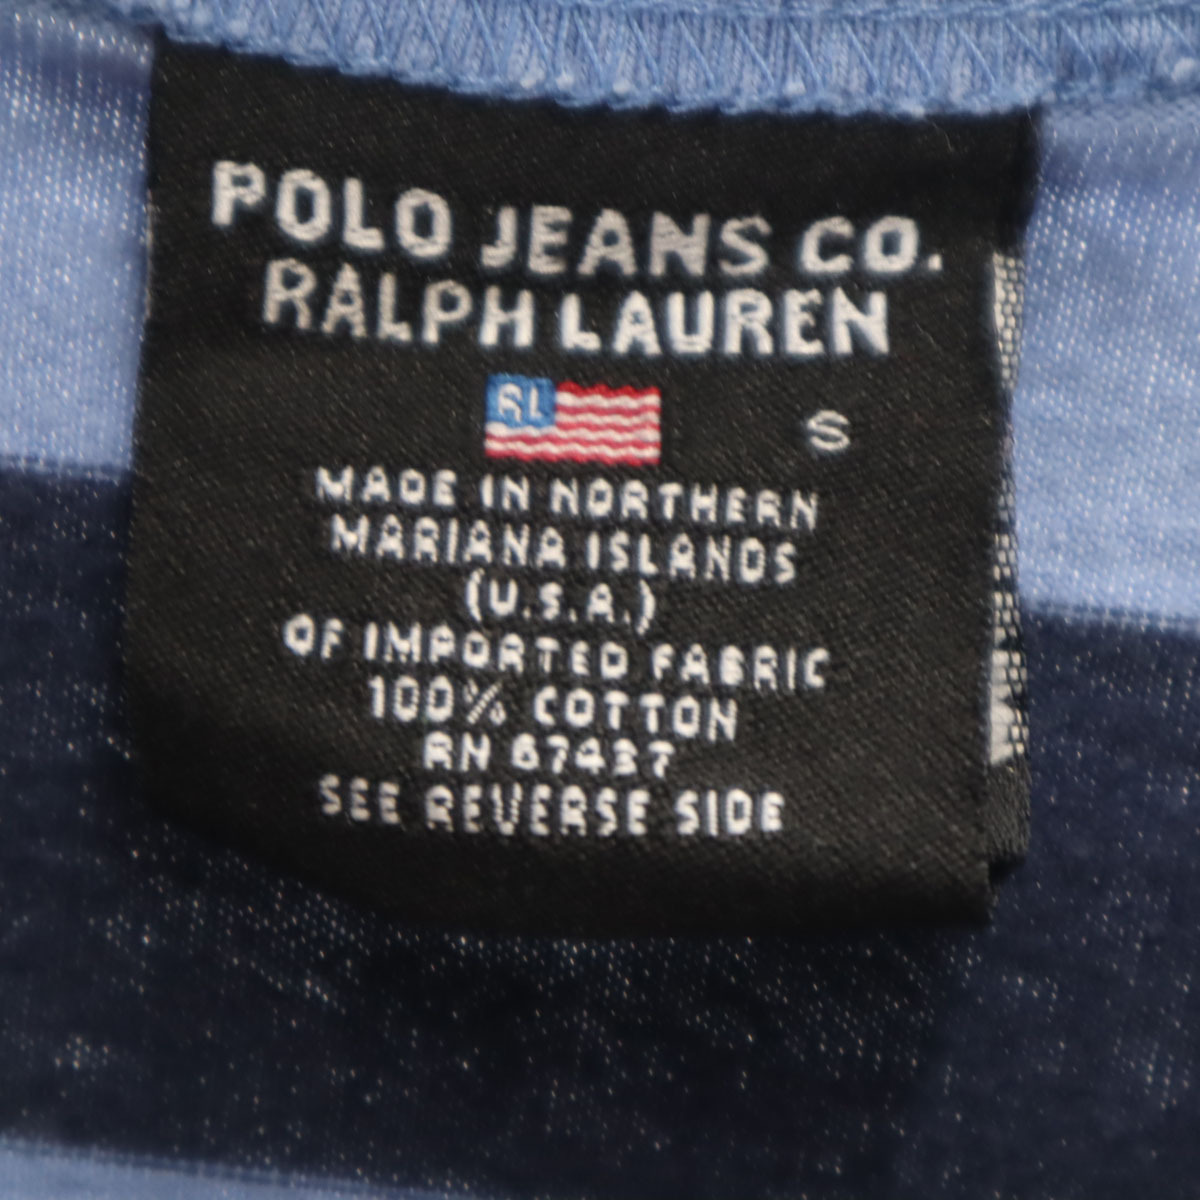 POLO JEANS CO.
RALPH LAUREN
RL
S
MADE IN NORTHERN
MARIANA ISLANDS
(U.S.A.)
OF IMPORTED FABRIC
100% COTTON
RN 67437
SEE REVERSE SIDE